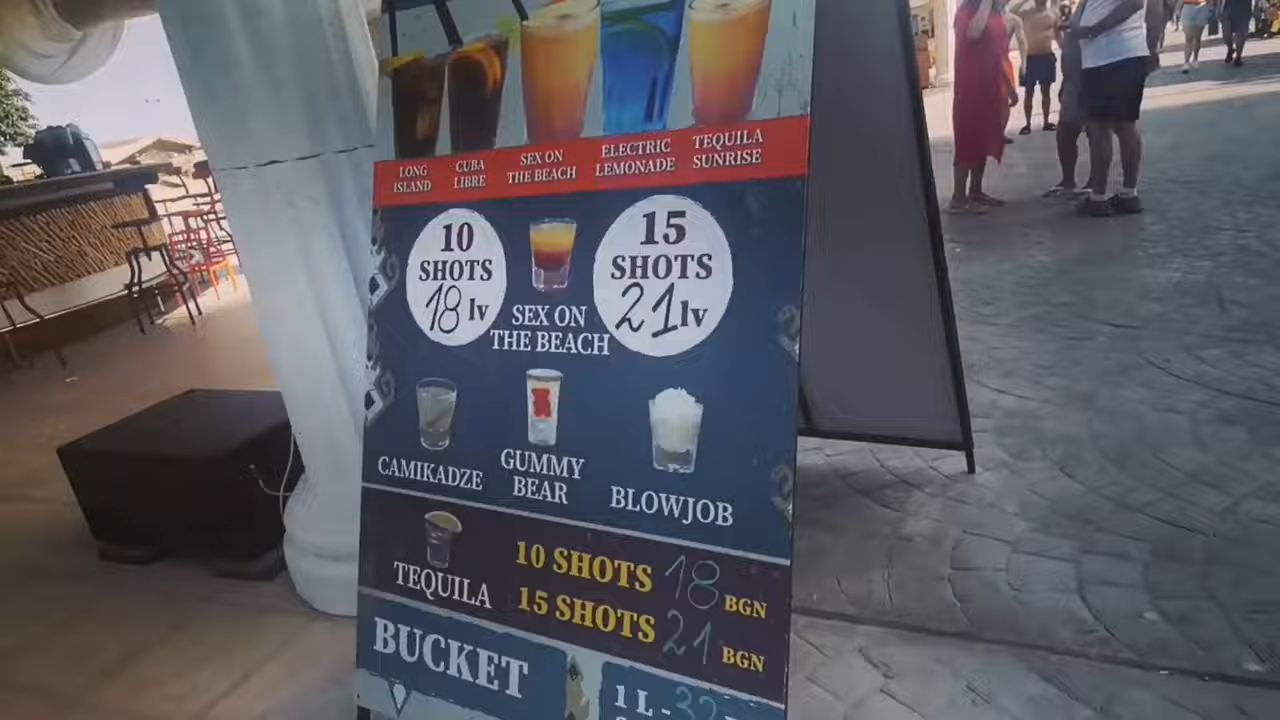 LONG
ISLAND
CUBA
LIBRE
SEX ON
THE BEACH
ELECTRIC
LEMONADE
TEQUILA
SUNRISE
10
SHOTS
18 lv
SEX ON
THE BEACH
15
SHOTS
21 lv
CAMIKADZE
GUMMY
BEAR
BLOWJOB
TEQUILA
10 SHOTS 18 BGN
15 SHOTS 21 BGN
BUCKET
1 L - 32